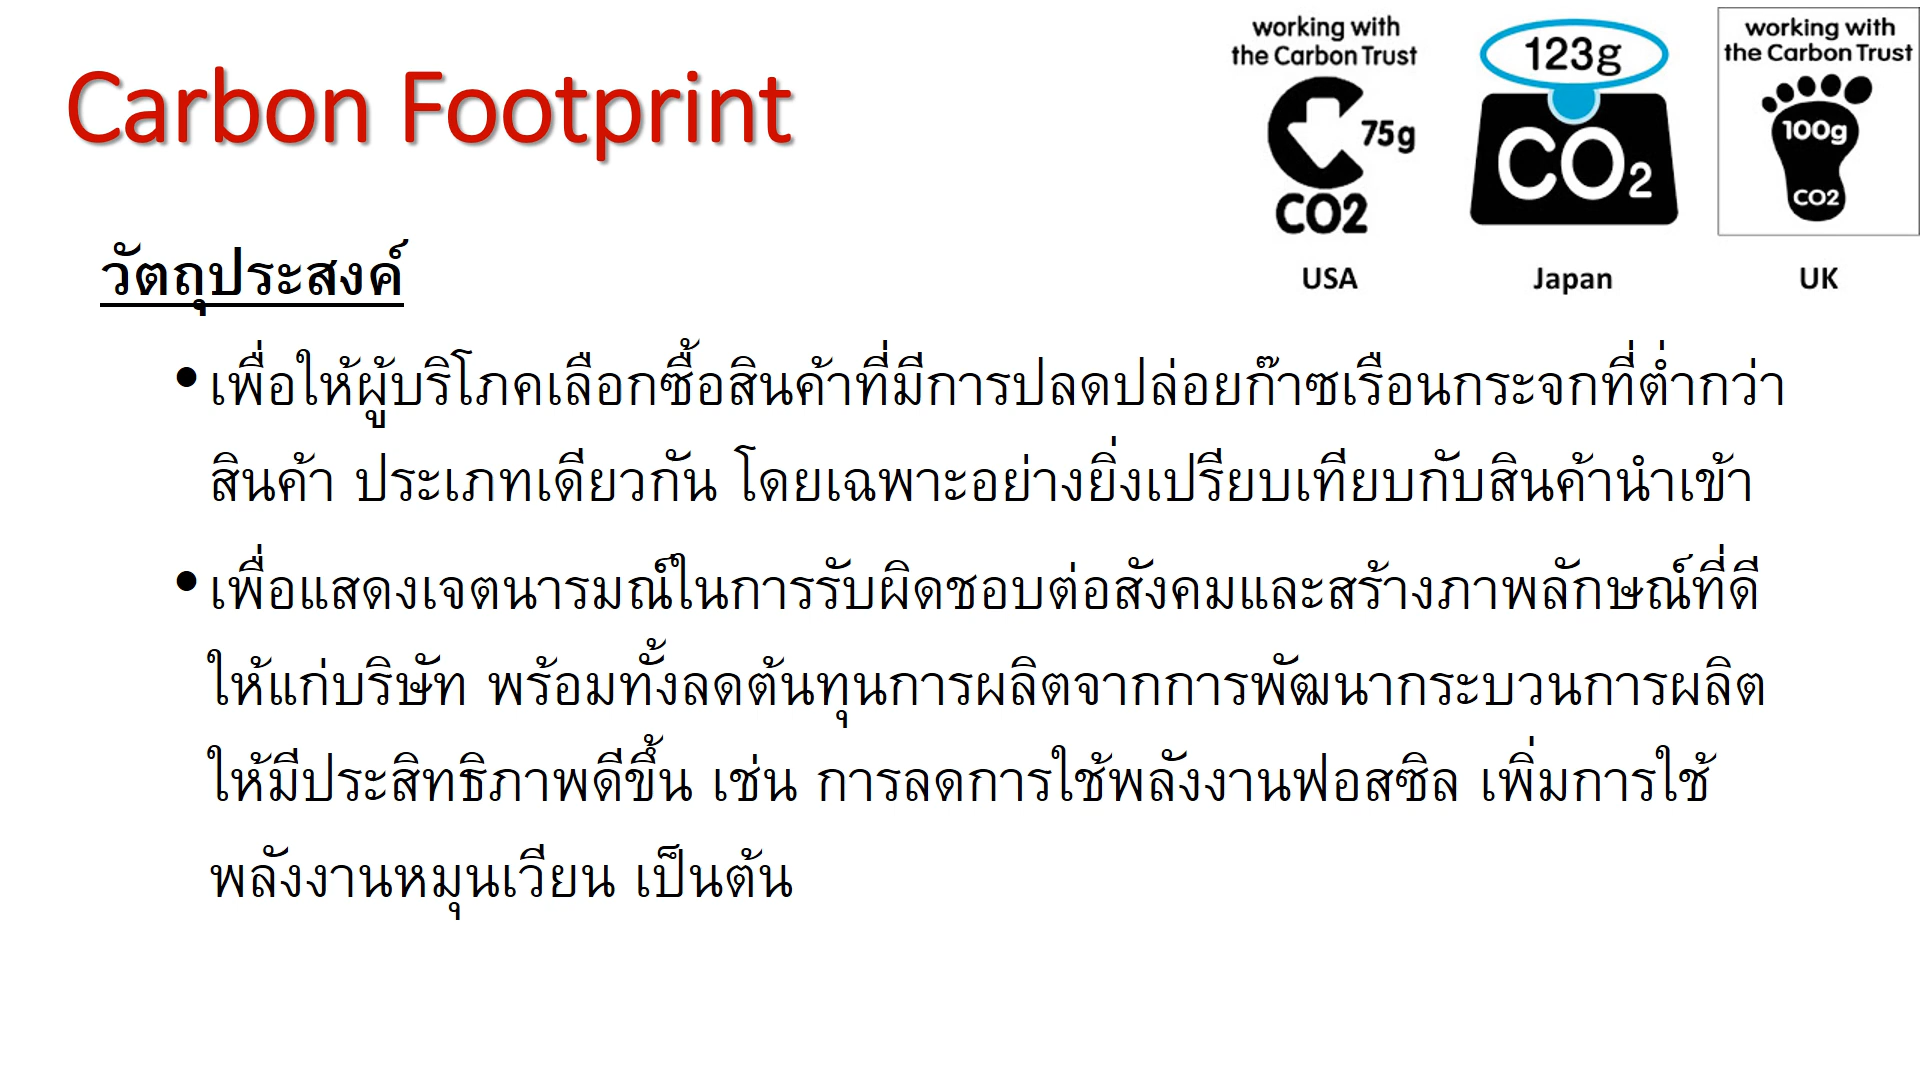 Carbon Footprint
working with
the Carbon Trust
75g
CO2
USA
123g
CO2
Japan
working with
the Carbon Trust
100g
CO2
UK
วัตถุประสงค์
• เพื่อให้ผู้บริโภคเลือกซื้อสินค้าที่มีการปลดปล่อยก๊าซเรือนกระจกที่ต่ำกว่า
สินค้า ประเภทเดียวกัน โดยเฉพาะอย่างยิ่งเปรียบเทียบกับสินค้านำเข้า
• เพื่อแสดงเจตนารมณ์ในการรับผิดชอบต่อสังคมและสร้างภาพลักษณ์ที่ดี
ให้แก่บริษัท พร้อมทั้งลดต้นทุนการผลิตจากการพัฒนากระบวนการผลิต
ให้มีประสิทธิภาพดีขึ้น เช่น การลดการใช้พลังงานฟอสซิล เพิ่มการใช้
พลังงานหมุนเวียน เป็นต้น